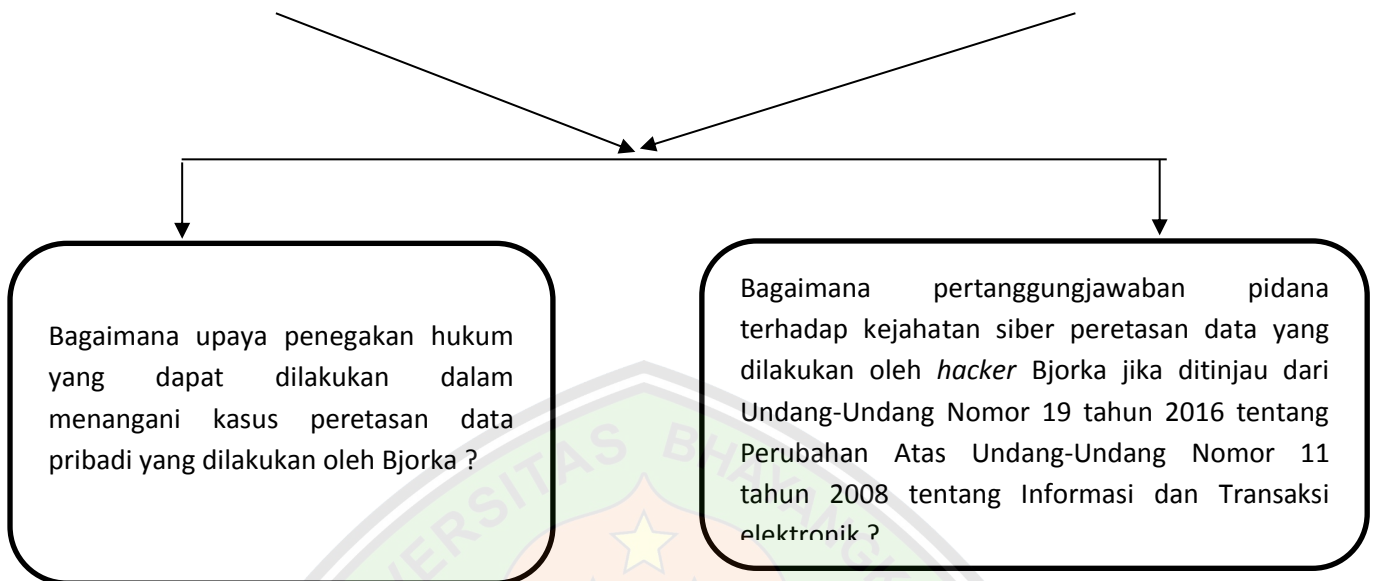 Bagaimana upaya penegakan hukum
yang dapat dilakukan dalam
menangani kasus peretasan data
pribadi yang dilakukan oleh Bjorka ?
Bagaimana pertanggungjawaban pidana
terhadap kejahatan siber peretasan data yang
dilakukan oleh hacker Bjorka jika ditinjau dari
Undang-Undang Nomor 19 tahun 2016 tentang
Perubahan Atas Undang-Undang Nomor 11
tahun 2008 tentang Informasi dan Transaksi
elektronik ?